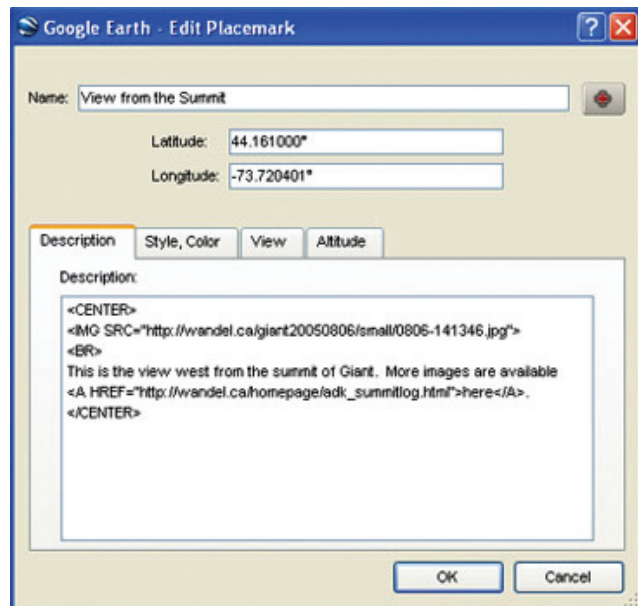 Google Earth - Edit Placemark
Name: View from the Summit
Latitude: 44.161000°
Longitude: -73.720401°
Description Style, Color View Altitude
Description:
<CENTER>
<IMG SRC="http://wandel.ca/giant20050806/small/0806-141346.jpg">
<BR>
This is the view west from the summit of Giant. More images are available
<A HREF="http://wandel.ca/homepage/adk_summitlog.html">here</A>.
</CENTER>
OK Cancel